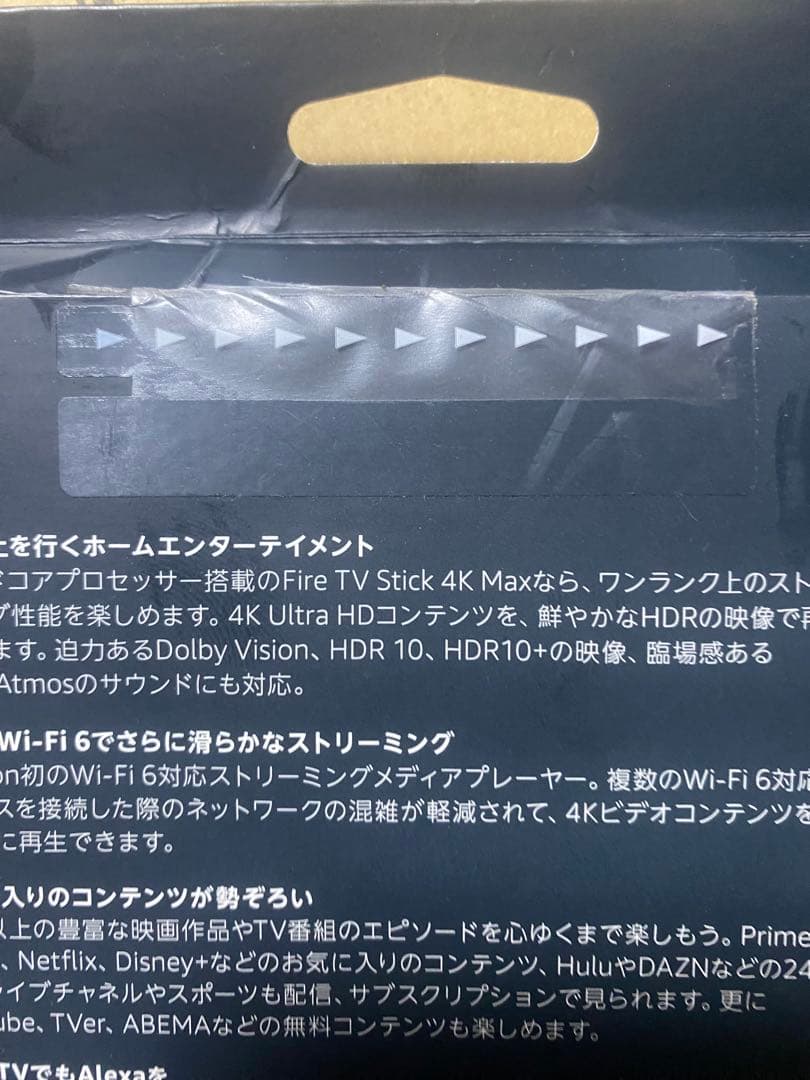 上を行くホームエンターテイメント
ドコアプロセッサー搭載のFire TV Stick 4K Maxなら、ワンランク上のスト
グ性能を楽しめます。4K Ultra HDコンテンツを、鮮やかなHDRの映像で再
ます。迫力あるDolby Vision、HDR 10、HDR10+の映像、臨場感ある
Atmosのサウンドにも対応。
Wi-Fi 6でさらに滑らかなストリーミング
on初のWi-Fi 6対応ストリーミングメディアプレーヤー。複数のWi-Fi 6対応
スを接続した際のネットワークの混雑が軽減されて、4Kビデオコンテンツを
に再生できます。
入りのコンテンツが勢ぞろい
以上の豊富な映画作品やTV番組のエピソードを心ゆくまで楽しもう。Prime
、Netflix、Disney+などのお気に入りのコンテンツ、HuluやDAZNなどの24
ライブチャネルやスポーツも配信、サブスクリプションで見られます。更に
ube、TVer、ABEMAなどの無料コンテンツも楽しめます。
TVでもAlexaを